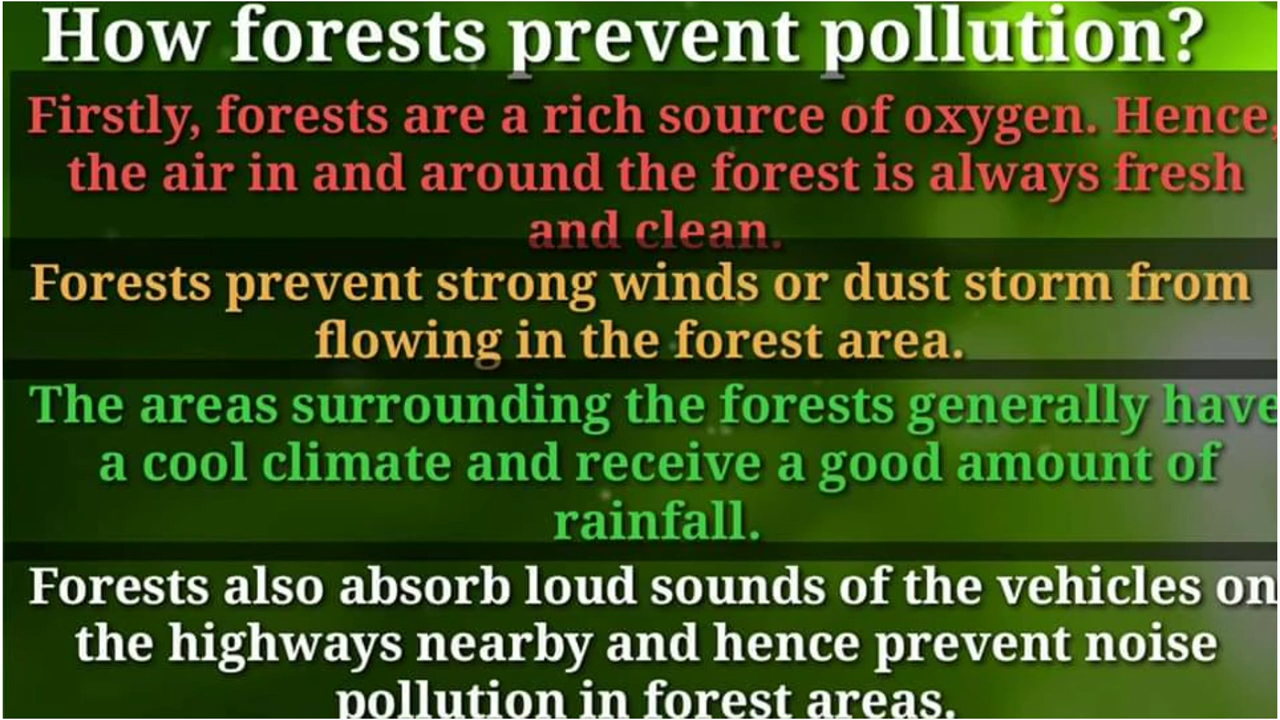 How forests prevent pollution?
Firstly, forests are a rich source of oxygen. Hence,
the air in and around the forest is always fresh
and clean.
Forests prevent strong winds or dust storm from
flowing in the forest area.
The areas surrounding the forests generally have
a cool climate and receive a good amount of
rainfall.
Forests also absorb loud sounds of the vehicles on
the highways nearby and hence prevent noise
pollution in forest areas.